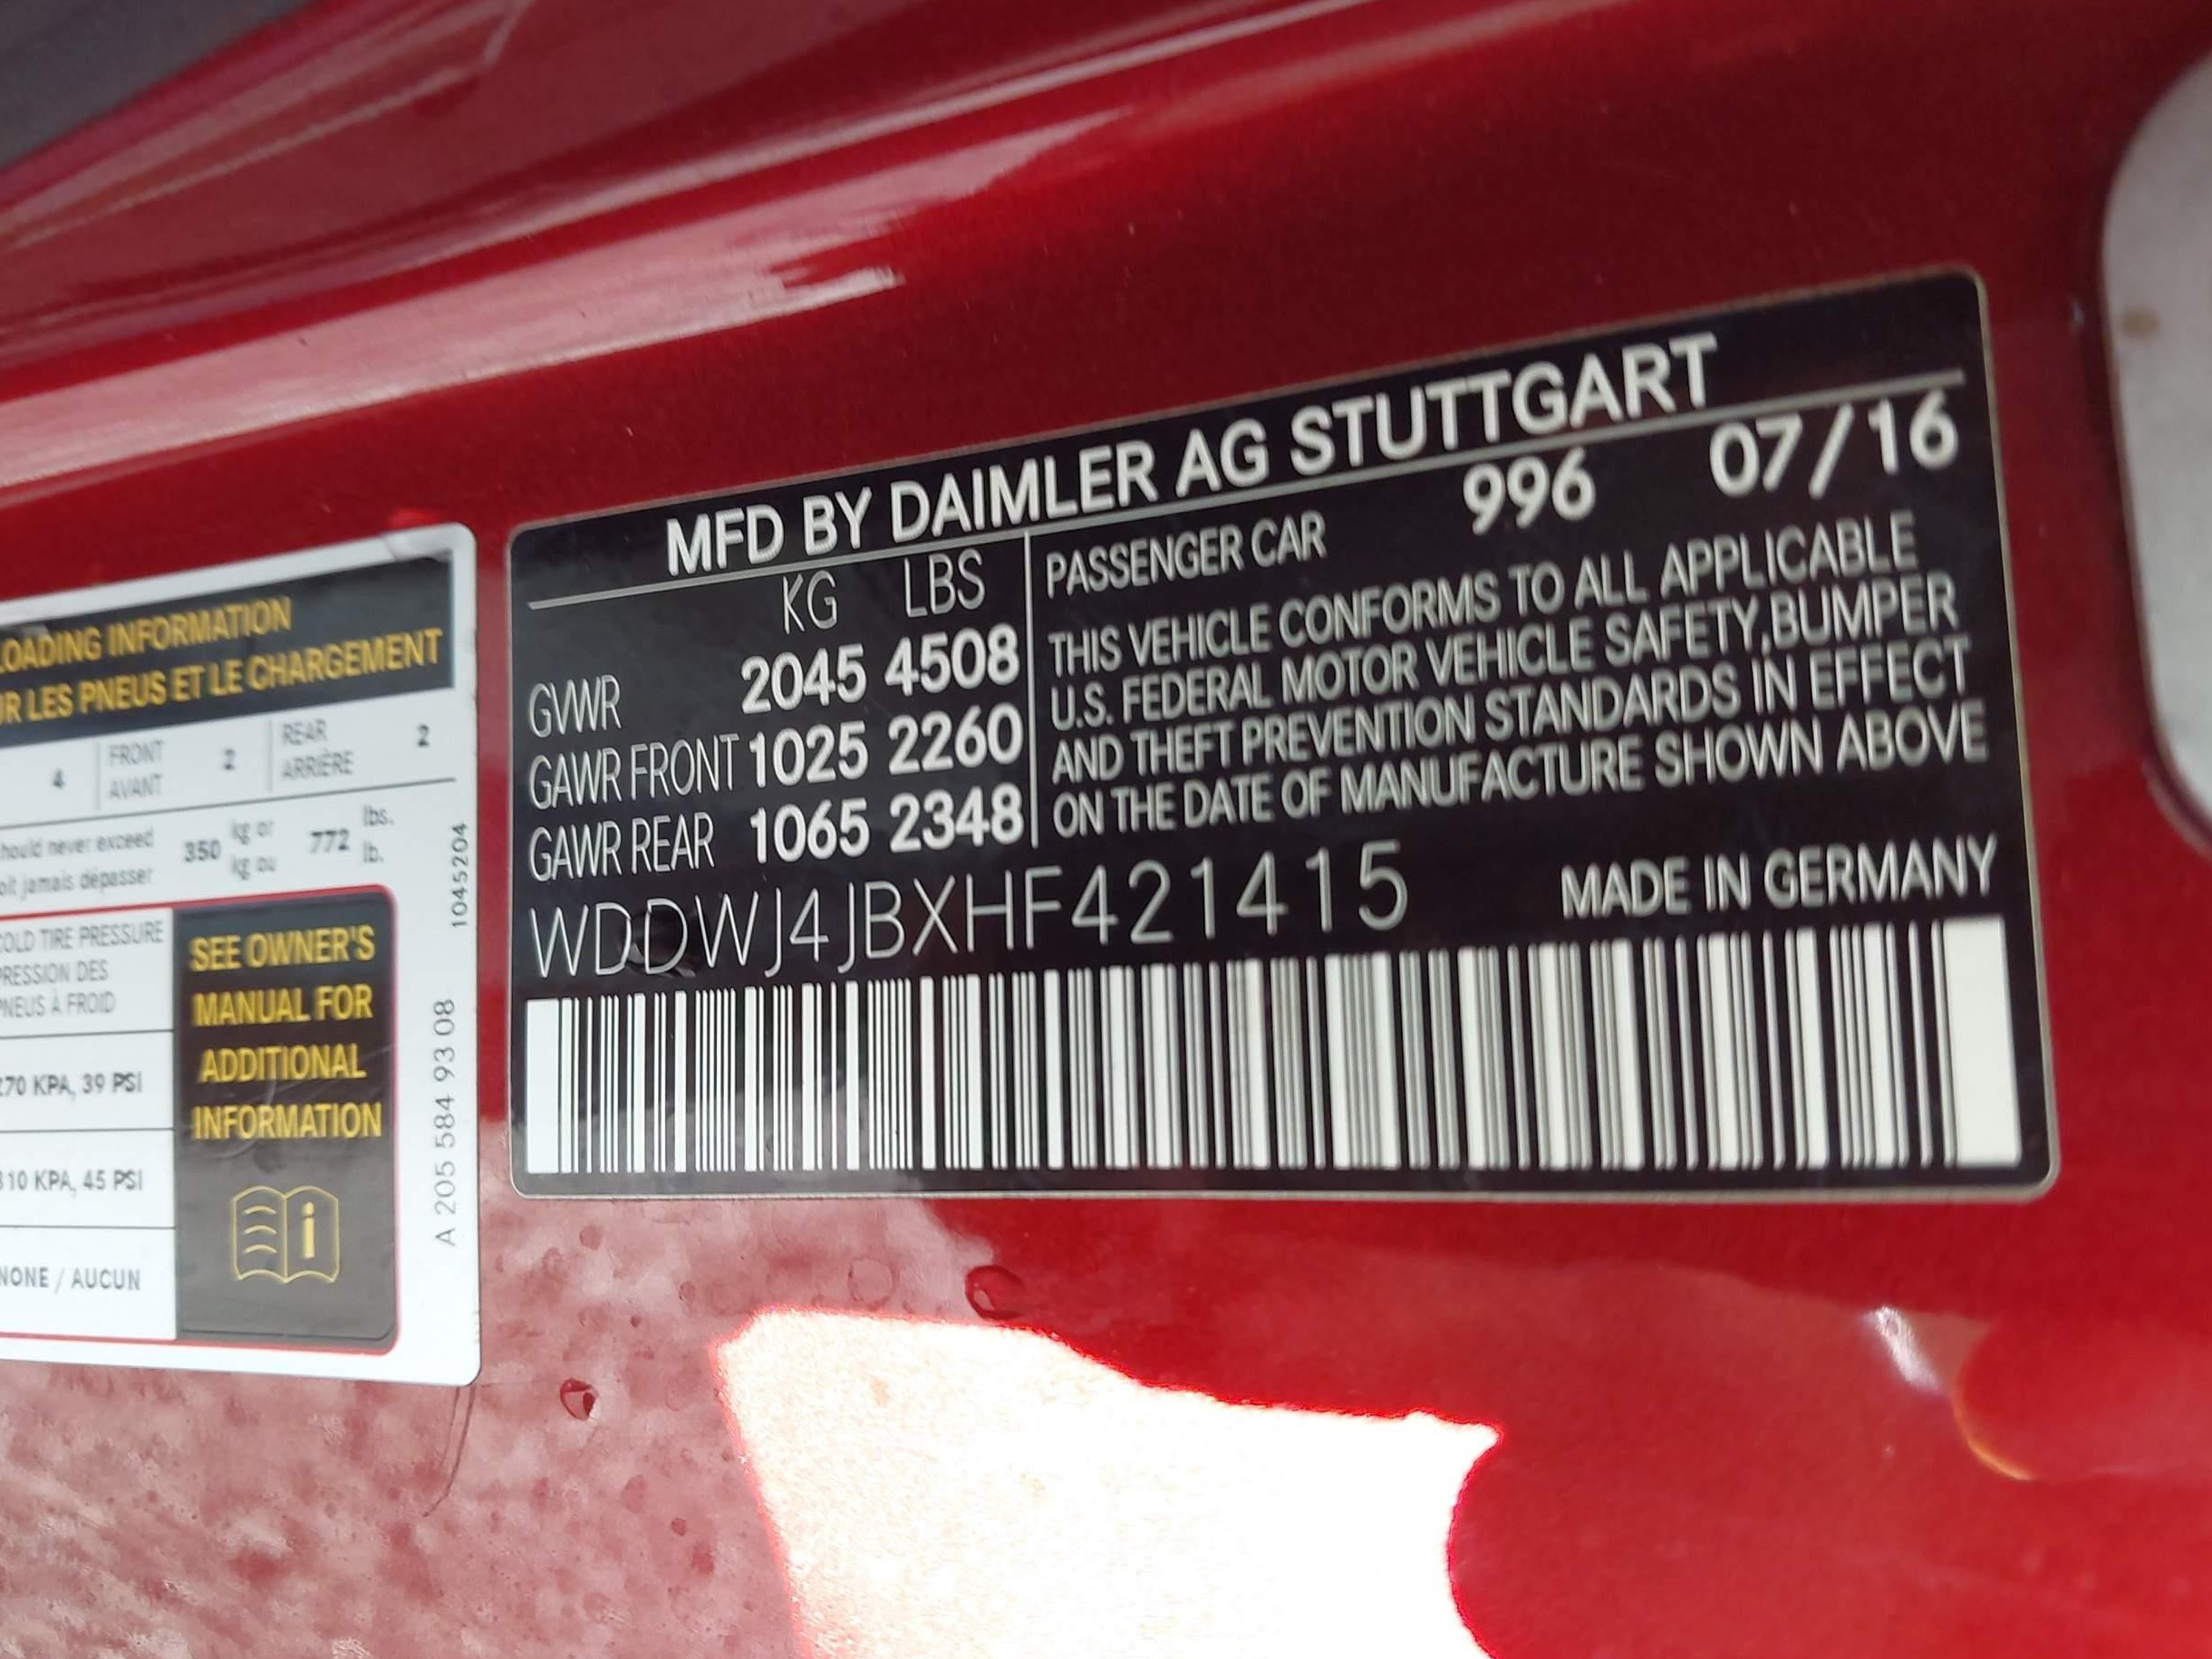 LOADING INFORMATION
UR LES PNEUS ET LE CHARGEMENT
4 FRONT AVANT 2 REAR ARRIÈRE 2
hould never exceed 350 kg or 772 lbs.
oit jamais dépasser kg ou lb.
COLD TIRE PRESSURE
PRESSION DES
PNEUS À FROID
270 KPA, 39 PSI
310 KPA, 45 PSI
NONE / AUCUN
SEE OWNER'S
MANUAL FOR
ADDITIONAL
INFORMATION
i
1045204
A 205 584 93 08
MFD BY DAIMLER AG STUTTGART
KG LBS
GVWR 2045 4508
GAWR FRONT 1025 2260
GAWR REAR 1065 2348
PASSENGER CAR 996 07/16
THIS VEHICLE CONFORMS TO ALL APPLICABLE
U.S. FEDERAL MOTOR VEHICLE SAFETY,BUMPER
AND THEFT PREVENTION STANDARDS IN EFFECT
ON THE DATE OF MANUFACTURE SHOWN ABOVE
WDDWJ4JBXHF421415 MADE IN GERMANY